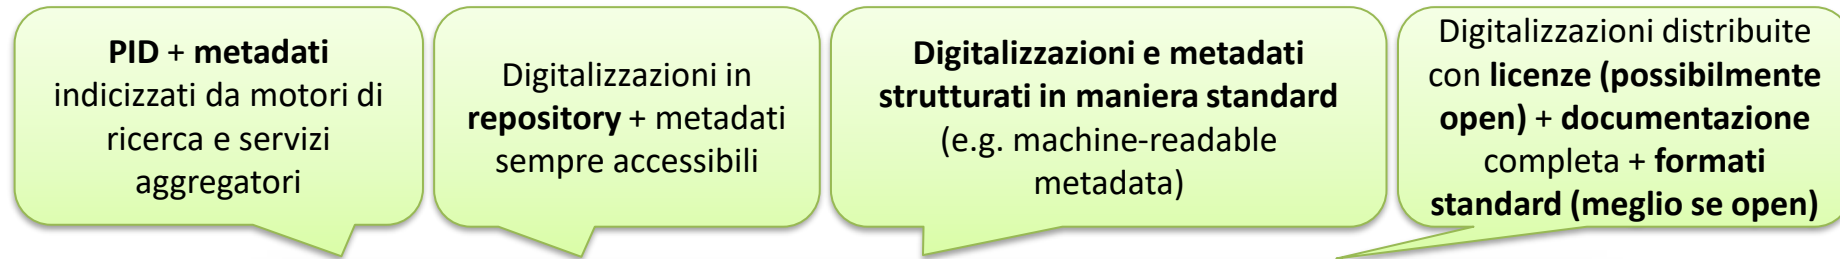 PID + metadati
indicizzati da motori di
ricerca e servizi
aggregatori
Digitalizzazioni in
repository + metadati
sempre accessibili
Digitalizzazioni e metadati
strutturati in maniera standard
(e.g. machine-readable
metadata)
Digitalizzazioni distribuite
con licenze (possibilmente
open) + documentazione
completa + formati
standard (meglio se open)